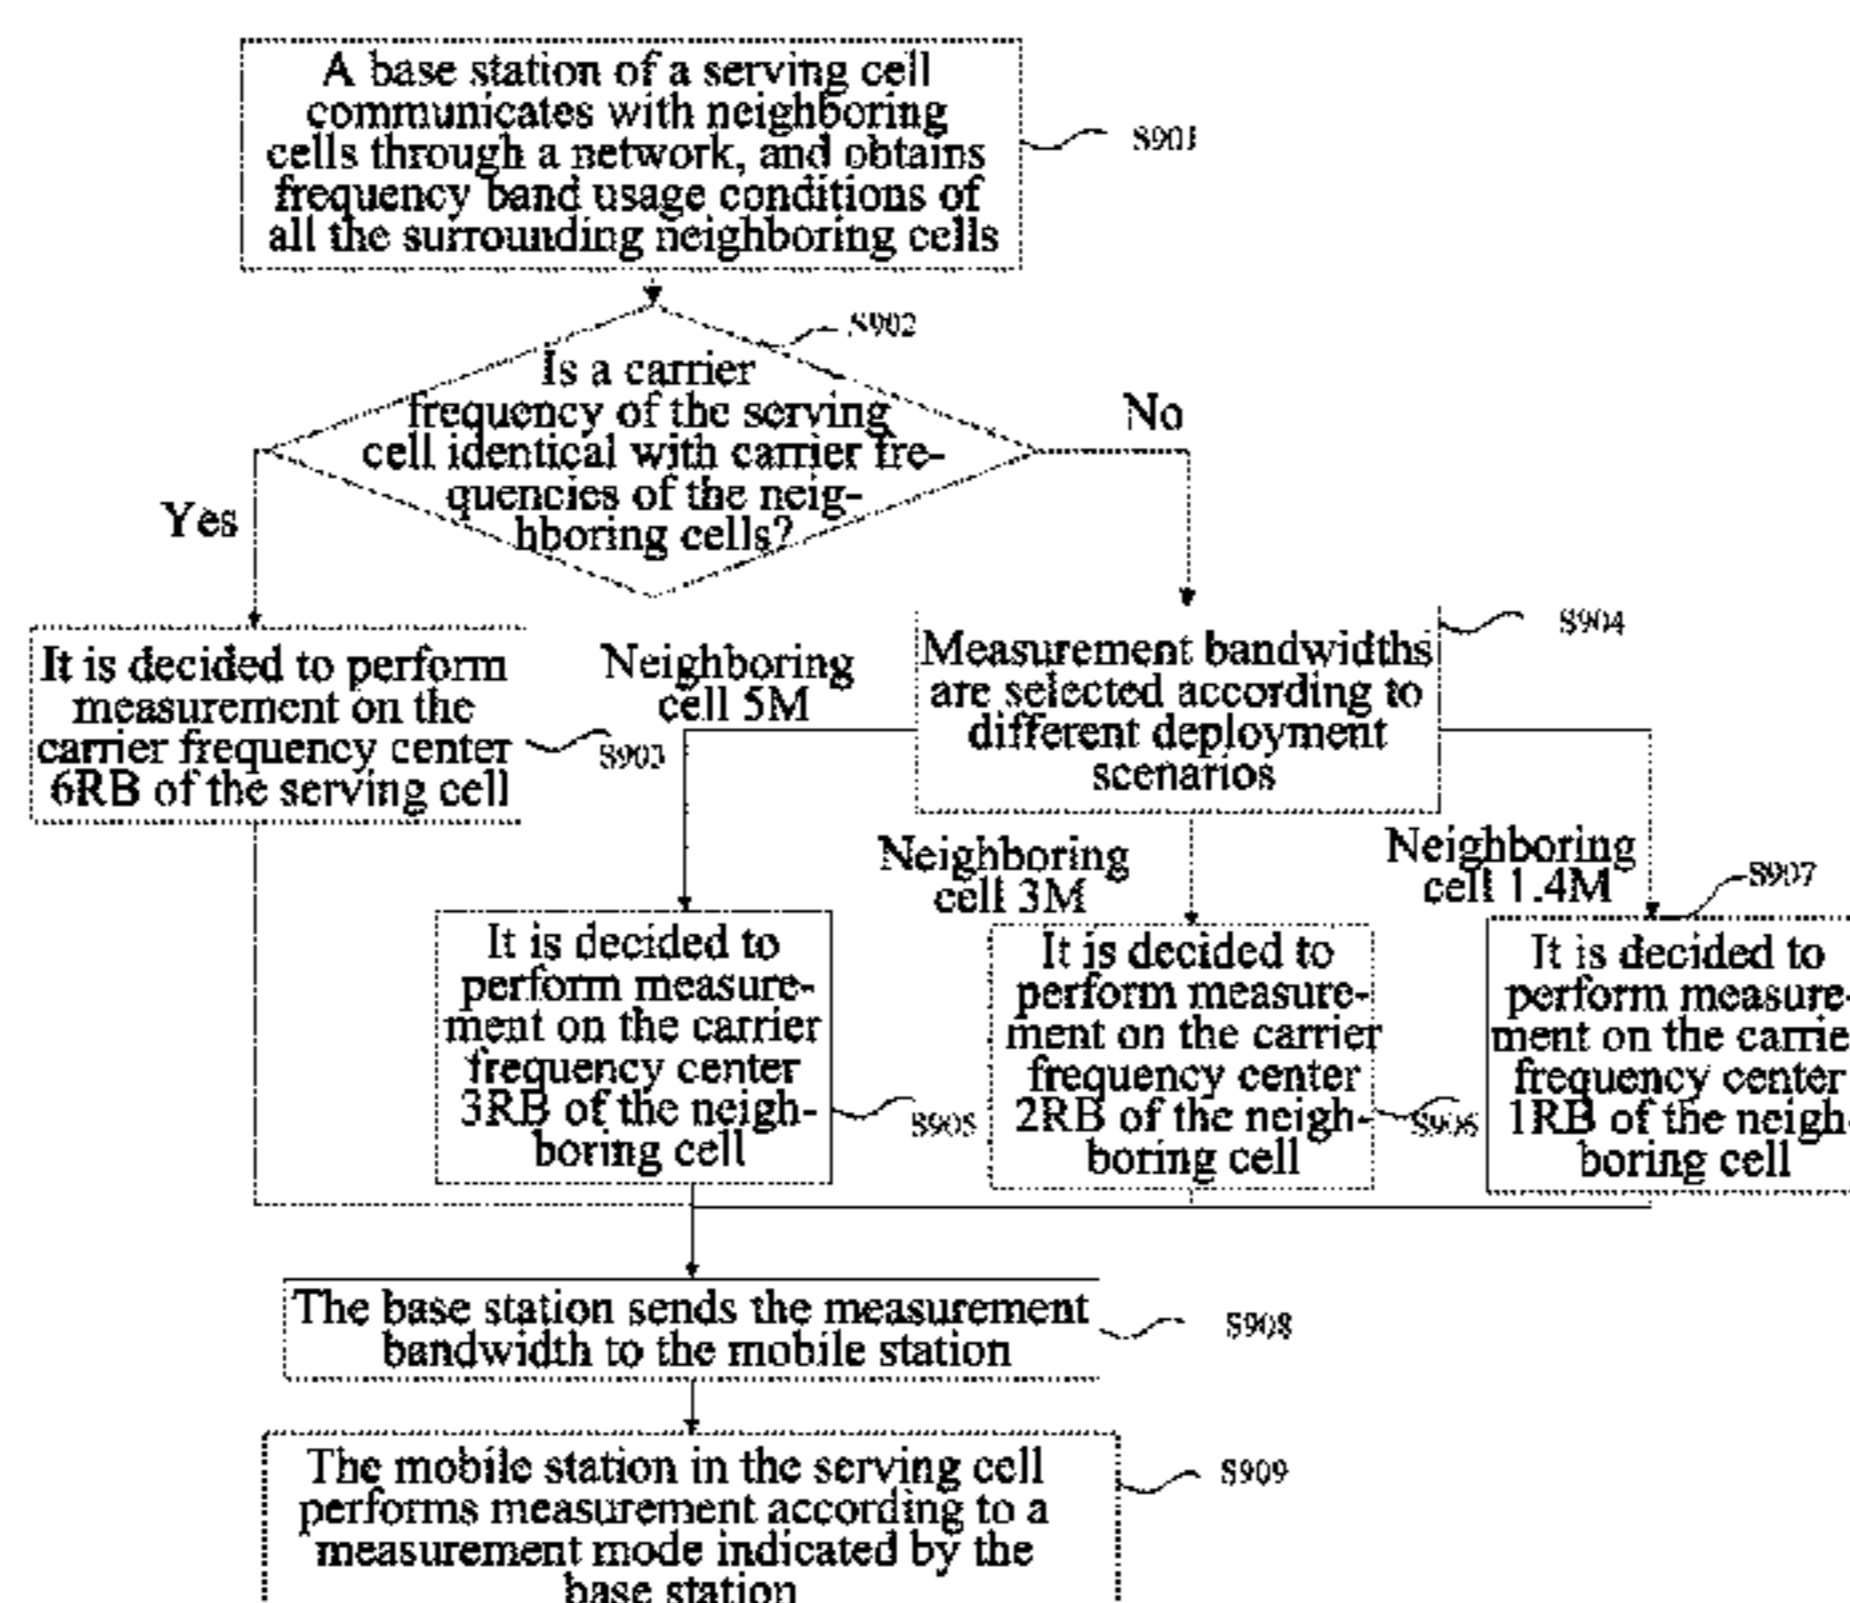 A base station of a serving cell
communicates with neighboring
cells through a network, and obtains
frequency band usage conditions of
all the surrounding neighboring cells
S901
S902
Is a carrier
frequency of the serving
cell identical with carrier fre-
quencies of the neig-
hboring cells?
No
Yes
S904
It is decided to perform
measurement on the
carrier frequency center
6RB of the serving cell
S903
Neighboring
cell 5M
Measurement bandwidths
are selected according to
different deployment
scenarios
Neighboring
cell 3M
Neighboring
cell 1.4M
S907
It is decided to
perform measure-
ment on the carrier
frequency center
3RB of the neigh-
boring cell
S905
It is decided to
perform measure-
ment on the carrier
frequency center
2RB of the neigh-
boring cell
S906
It is decided to
perform measure-
ment on the carrie
frequency center
1RB of the neigh-
boring cell
The base station sends the measurement
bandwidth to the mobile station
S908
The mobile station in the serving cell
performs measurement according to a
measurement mode indicated by the
base station
S909